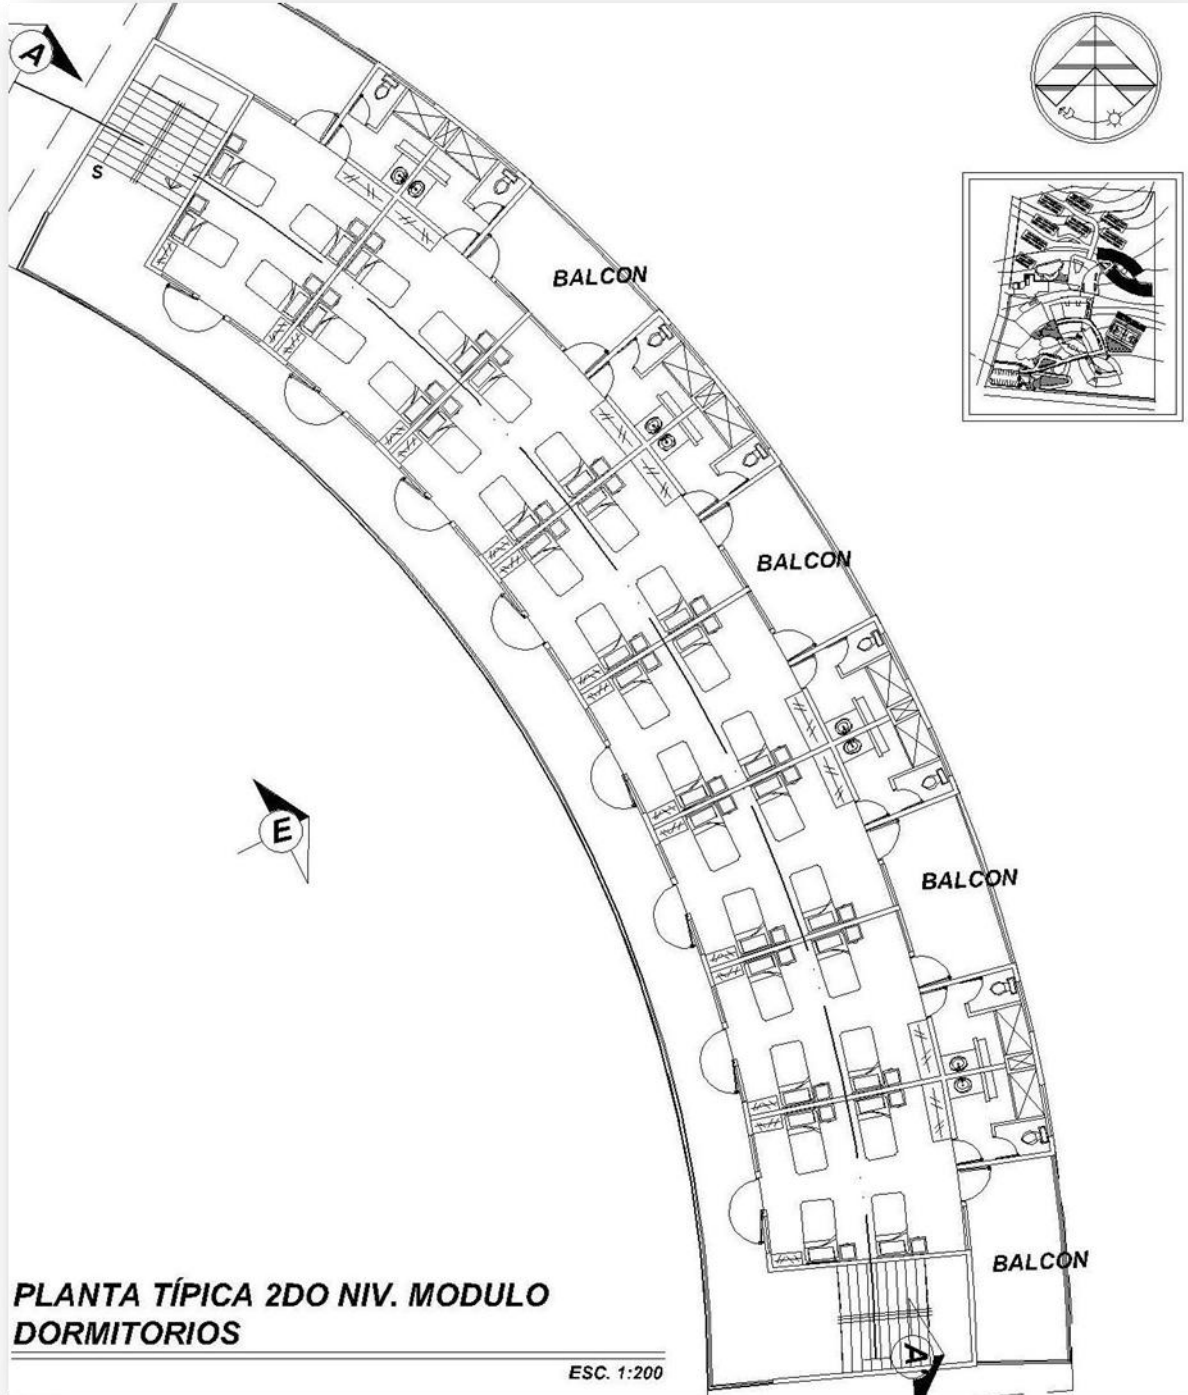 A
S
BALCON
BALCON
E
BALCON
BALCON
A
PLANTA TÍPICA 2DO NIV. MODULO
DORMITORIOS
ESC. 1:200